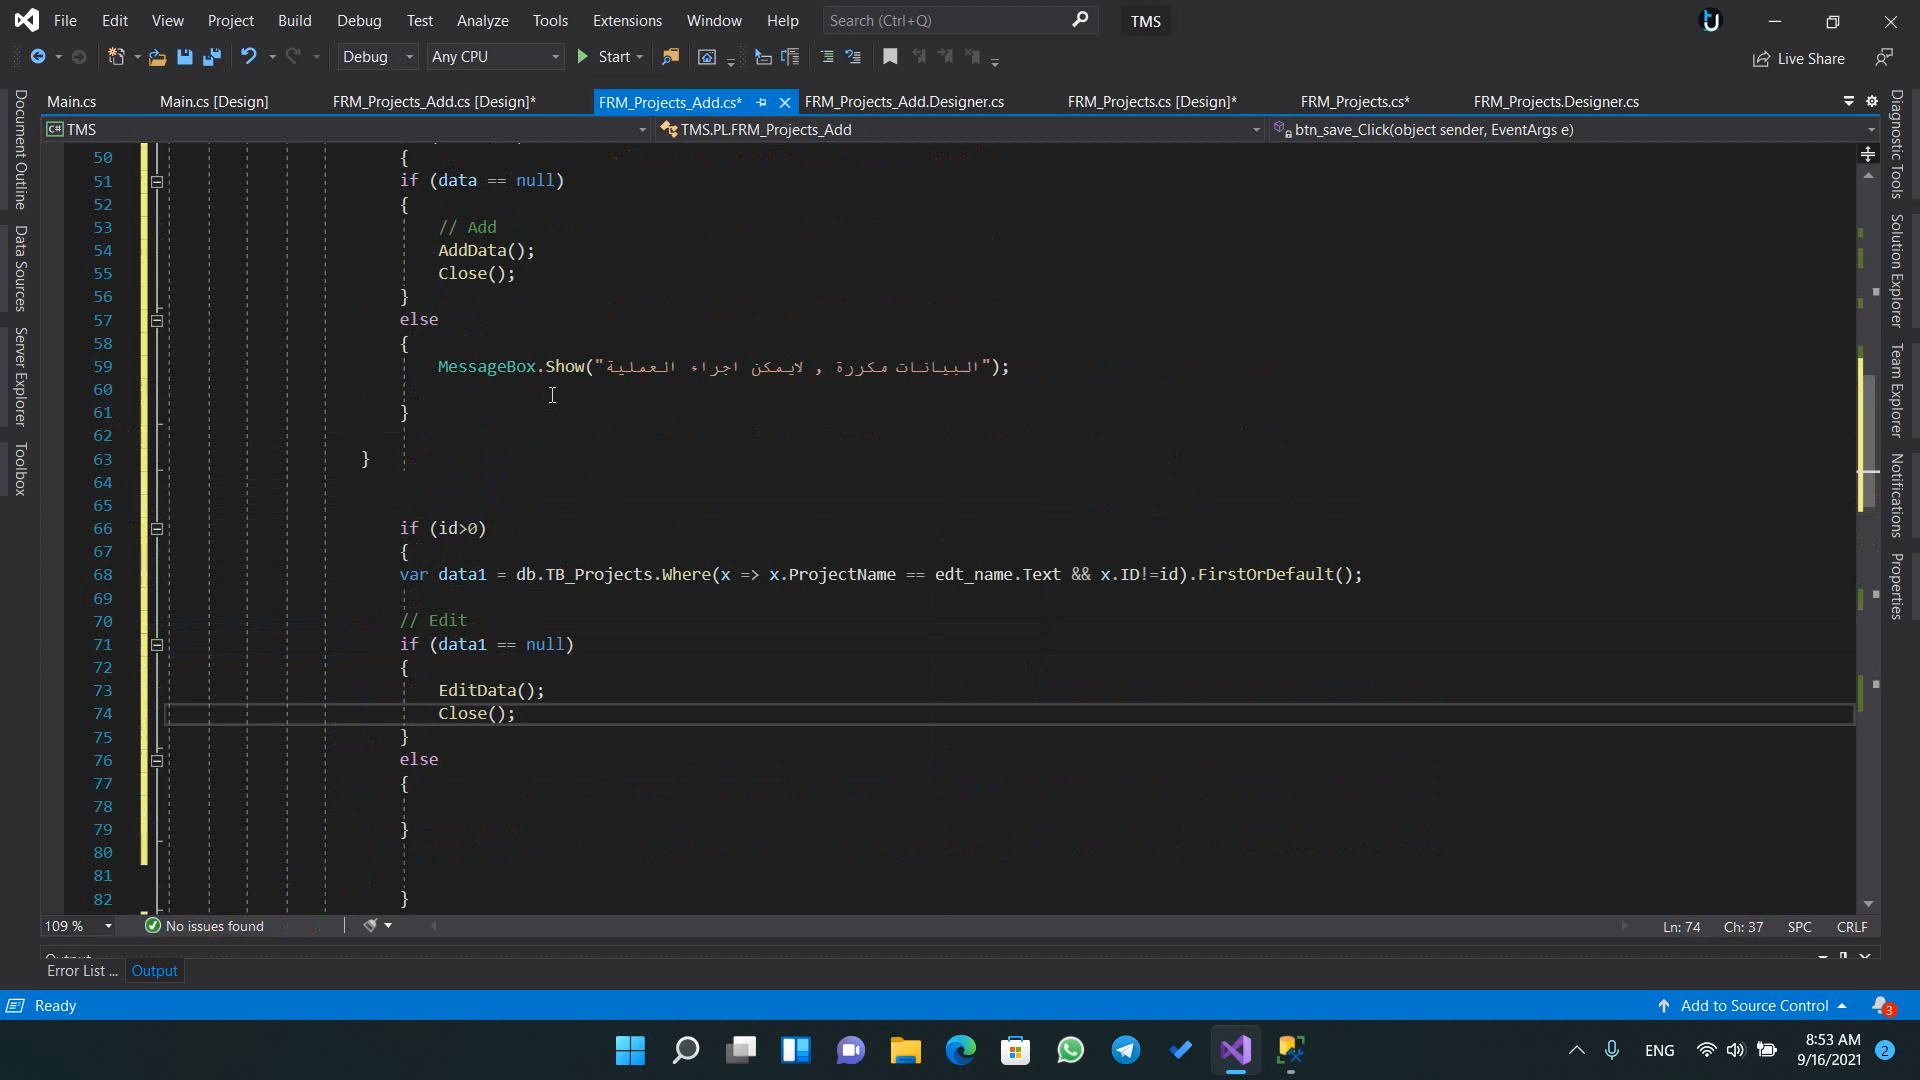 File Edit View Project Build Debug Test Analyze Tools Extensions Window Help Search (Ctrl+Q) TMS
Debug Any CPU Start Live Share
Main.cs Main.cs [Design] FRM_Projects_Add.cs [Design]* FRM_Projects_Add.cs* FRM_Projects_Add.Designer.cs FRM_Projects.cs [Design]* FRM_Projects.cs* FRM_Projects.Designer.cs
C# TMS TMS.PL.FRM_Projects_Add btn_save_Click(object sender, EventArgs e)
Document Outline
Data Sources
Server Explorer
Toolbox
50 {
51 if (data == null)
52 {
53 // Add
54 AddData();
55 Close();
56 }
57 else
58 {
59 MessageBox.Show("البيانات مكررة , لايمكن اجراء العملية");
60
61 }
62
63 }
64
65
66 if (id>0)
67 {
68 var data1 = db.TB_Projects.Where(x => x.ProjectName == edt_name.Text && x.ID!=id).FirstOrDefault();
69
70 // Edit
71 if (data1 == null)
72 {
73 EditData();
74 Close();
75 }
76 else
77 {
78
79 }
80
81
82 }
Diagnostic Tools
Solution Explorer
Team Explorer
Notifications
Properties
109 % No issues found Ln: 74 Ch: 37 SPC CRLF
Output
Error List ... Output
Ready Add to Source Control 3
ENG 8:53 AM
9/16/2021 2